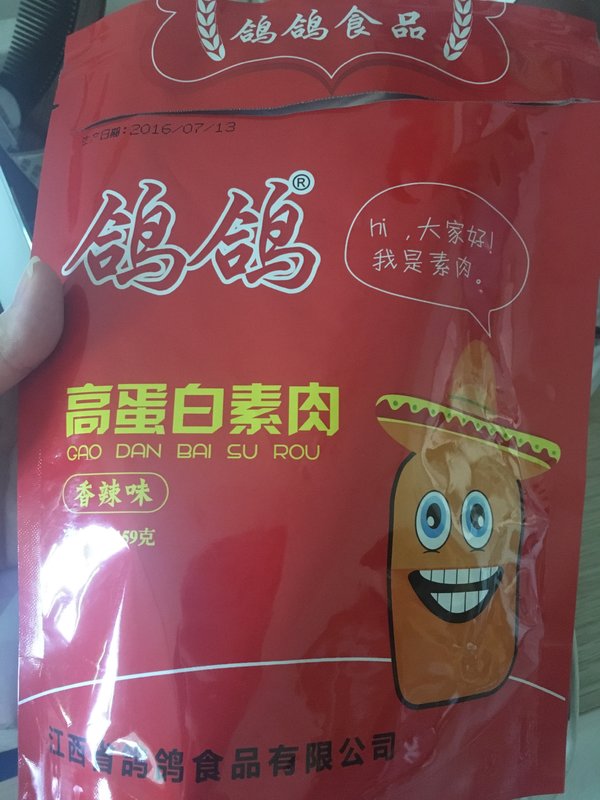 鸽鸽食品
日期：2016/07/13
鸽鸽®
hi，大家好！
我是素肉。
高蛋白素肉
GAO DAN BAI SU ROU
香辣味
59克
江西省鸽鸽食品有限公司